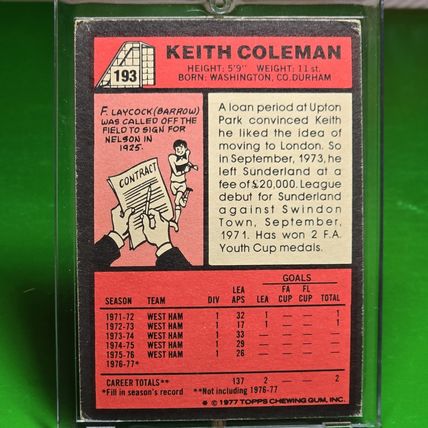 193
KEITH COLEMAN
HEIGHT: 5'9" WEIGHT: 11 st.
BORN: WASHINGTON, CO. DURHAM
F. LAYCOCK (BARROW)
WAS CALLED OFF THE
FIELD TO SIGN FOR
NELSON IN
1925.
CONTRACT
A loan period at Upton
Park convinced Keith
he liked the idea of
moving to London. So
in September, 1973, he
left Sunderland at a
fee of £20,000. League
debut for Sunderland
against Swindon
Town, September,
1971. Has won 2 F.A.
Youth Cup medals.
GOALS
LEA FA FL
SEASON TEAM DIV APS LEA CUP CUP TOTAL
1971-72 WEST HAM 1 32 1 — — 1
1972-73 WEST HAM 1 17 1 — — 1
1973-74 WEST HAM 1 33 — — — —
1974-75 WEST HAM 1 29 — — — —
1975-76 WEST HAM 1 26 — — — —
1976-77*
CAREER TOTALS** 137 2 — — 2
*Fill in season's record **Not including 1976-77
* © 1977 TOPPS CHEWING GUM, INC.